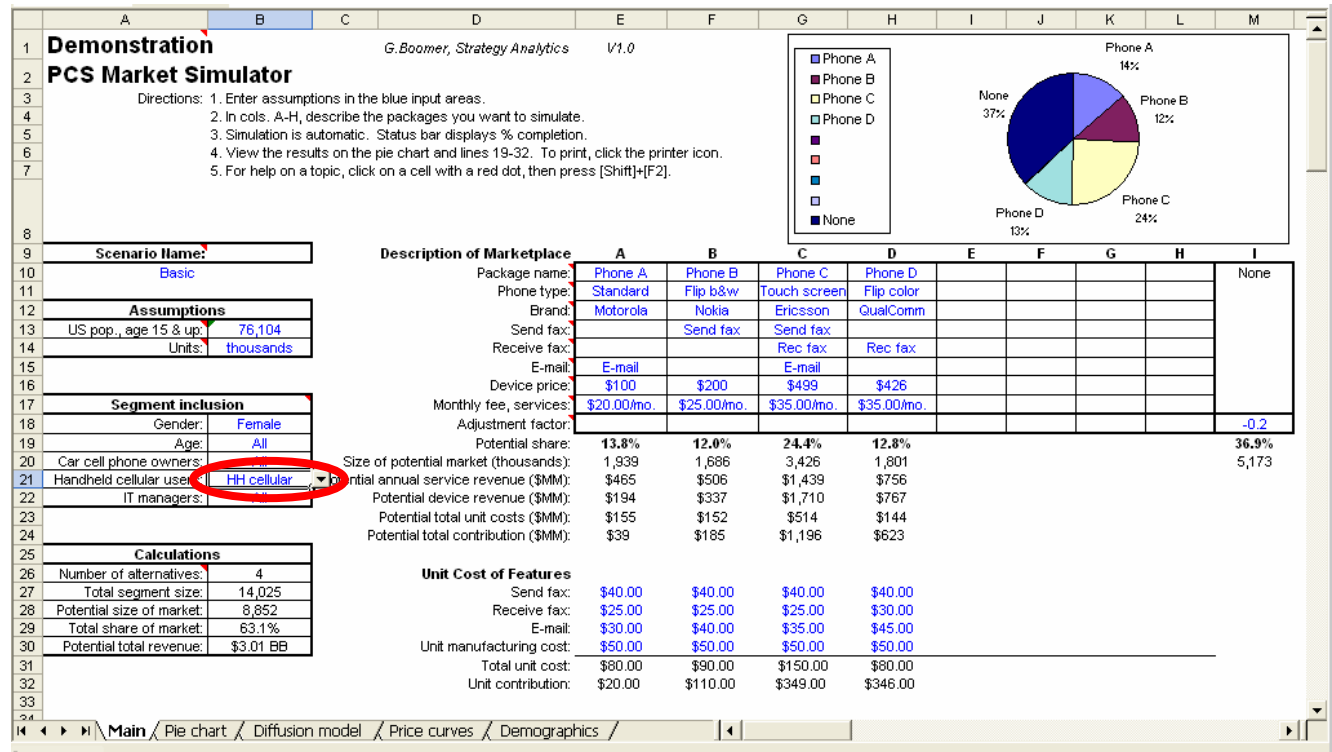 A B C D E F G H I J K L M
1 Demonstration G.Boomer, Strategy Analytics V1.0
2 PCS Market Simulator
3 Directions: 1. Enter assumptions in the blue input areas.
4 2. In cols. A-H, describe the packages you want to simulate.
5 3. Simulation is automatic. Status bar displays % completion.
6 4. View the results on the pie chart and lines 19-32. To print, click the printer icon.
7 5. For help on a topic, click on a cell with a red dot, then press [Shift]+[F2].
8
Phone A
Phone B
Phone C
Phone D
None
Phone A
14%
Phone B
12%
Phone C
24%
Phone D
13%
None
37%
9 Scenario Name: Description of Marketplace A B C D E F G H I
10 Basic Package name: Phone A Phone B Phone C Phone D None
11 Phone type: Standard Flip b&w Touch screen Flip color
12 Assumptions Brand: Motorola Nokia Ericsson QualComm
13 US pop., age 15 & up: 76,104 Send fax: Send fax Send fax
14 Units: thousands Receive fax: Rec fax Rec fax
15 E-mail: E-mail E-mail
16 Device price: $100 $200 $499 $426
17 Segment inclusion Monthly fee, services: $20.00/mo. $25.00/mo. $35.00/mo. $35.00/mo.
18 Gender: Female Adjustment factor: -0.2
19 Age: All Potential share: 13.8% 12.0% 24.4% 12.8% 36.9%
20 Car cell phone owners: All Size of potential market (thousands): 1,939 1,686 3,426 1,801 5,173
21 Handheld cellular HH cellular annual service revenue ($MM): $465 $506 $1,439 $756
22 IT managers: All Potential device revenue ($MM): $194 $337 $1,710 $767
23 Potential total unit costs ($MM): $155 $152 $514 $144
24 Potential total contribution ($MM): $39 $185 $1,196 $623
25 Calculations
26 Number of alternatives: 4 Unit Cost of Features
27 Total segment size: 14,025 Send fax: $40.00 $40.00 $40.00 $40.00
28 Potential size of market: 8,852 Receive fax: $25.00 $25.00 $25.00 $30.00
29 Total share of market: 63.1% E-mail: $30.00 $40.00 $35.00 $45.00
30 Potential total revenue: $3.01 BB Unit manufacturing cost: $50.00 $50.00 $50.00 $50.00
31 Total unit cost: $80.00 $90.00 $150.00 $80.00
32 Unit contribution: $20.00 $110.00 $349.00 $346.00
33
Main Pie chart Diffusion model Price curves Demographics